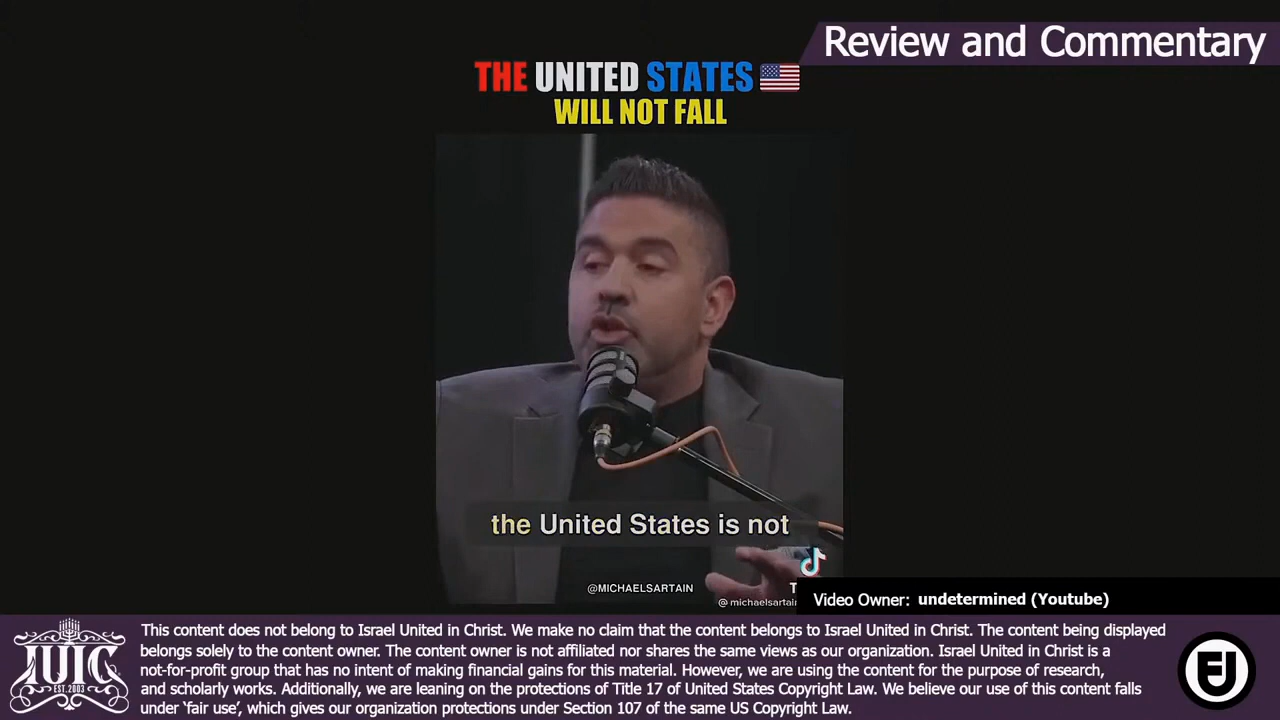 Review and Commentary
THE UNITED STATES
WILL NOT FALL
the United States is not
@MICHAELSARTAIN
@michaelsartain
Video Owner: undetermined (Youtube)
IUIC
EST. 2003
This content does not belong to Israel United in Christ. We make no claim that the content belongs to Israel United in Christ. The content being displayed
belongs solely to the content owner. The content owner is not affiliated nor shares the same views as our organization. Israel United in Christ is a
not-for-profit group that has no intent of making financial gains for this material. However, we are using the content for the purpose of research,
and scholarly works. Additionally, we are leaning on the protections of Title 17 of United States Copyright Law. We believe our use of this content falls
under ‘fair use’, which gives our organization protections under Section 107 of the same US Copyright Law.